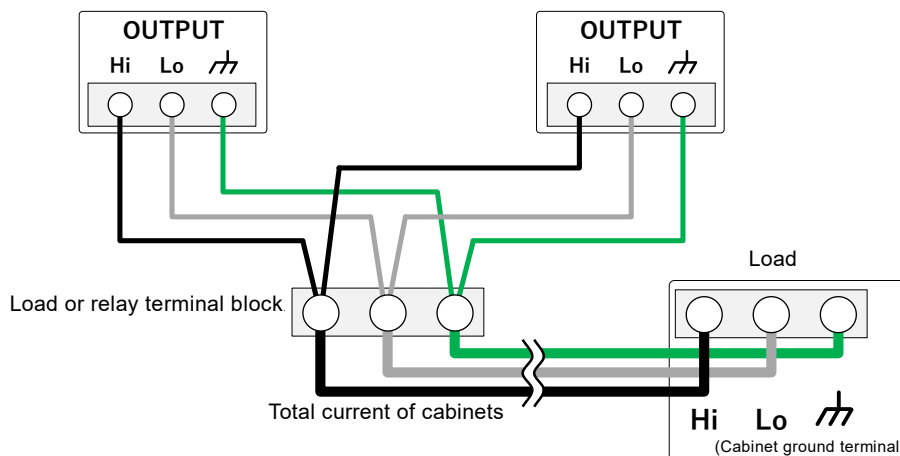 OUTPUT
Hi Lo
OUTPUT
Hi Lo
Load
Load or relay terminal block
Total current of cabinets
Hi Lo
(Cabinet ground terminal